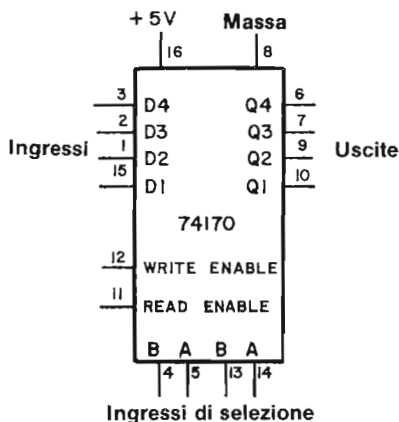 +5V Massa
16 8
3 D4 Q4 6
2 D3 Q3 7
Ingressi 1 D2 Q2 9 Uscite
15 D1 Q1 10
74170
12 WRITE ENABLE
11 READ ENABLE
B A B A
4 5 13 14
Ingressi di selezione